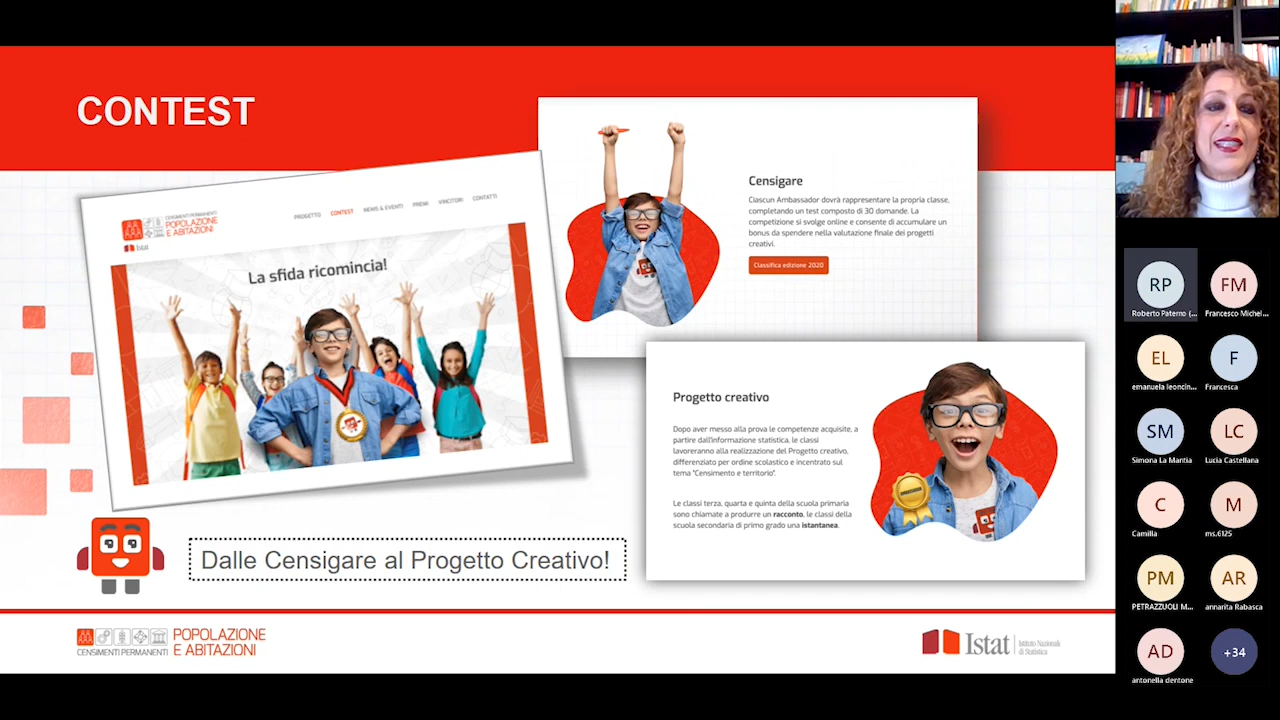 CONTEST
CENSIMENTI PERMANENTI
POPOLAZIONE
E ABITAZIONI
Istat
PROGETTO CONTEST NEWS & EVENTI PREMI VINCITORI CONTATTI
La sfida ricomincia!
Censigare
Ciascun Ambassador dovrà rappresentare la propria classe,
completando un test composto di 30 domande. La
competizione si svolge online e consente di accumulare un
bonus da spendere nella valutazione finale dei progetti
creativi.
Classifica edizione 2020
Progetto creativo
Dopo aver messo alla prova le competenze acquisite, a
partire dall'informazione statistica, le classi
lavoreranno alla realizzazione del Progetto creativo,
differenziato per ordine scolastico e incentrato sul
tema "Censimento e territorio".
Le classi terza, quarta e quinta della scuola primaria
sono chiamate a produrre un racconto, le classi della
scuola secondaria di primo grado una istantanea.
Dalle Censigare al Progetto Creativo!
CENSIMENTI PERMANENTI
POPOLAZIONE
E ABITAZIONI
Istat
Istituto Nazionale
di Statistica
RP
Roberto Paterno (...
FM
Francesco Michel...
EL
emanuela leoncin...
F
Francesca
SM
Simona La Mantia
LC
Lucia Castellana
C
Camilla
M
ms.6125
PM
PETRAZZUOLI M...
AR
annarita Rabasca
AD
antonella dentone
+34